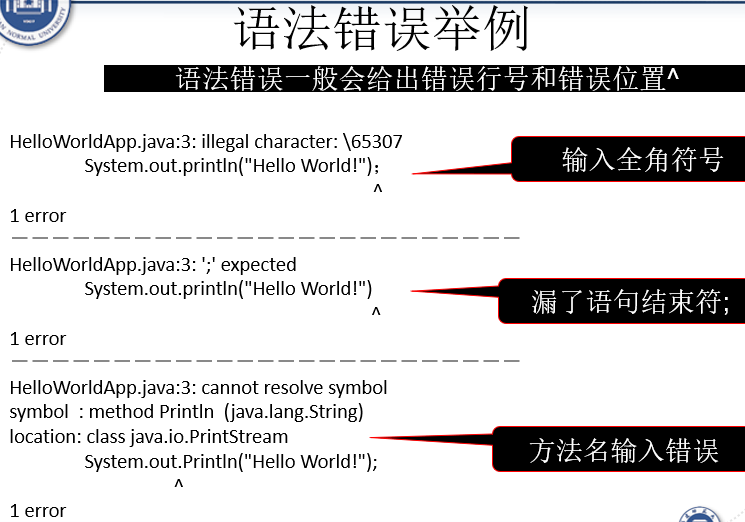 NORMAL UNIVERSITY
语法错误举例
语法错误一般会给出错误行号和错误位置^
HelloWorldApp.java:3: illegal character: \65307
System.out.println("Hello World!")；
^
输入全角符号
1 error
－－－－－－－－－－－－－－－－－－－－－－－－－
HelloWorldApp.java:3: ';' expected
System.out.println("Hello World!")
^
漏了语句结束符;
1 error
－－－－－－－－－－－－－－－－－－－－－－－－－
HelloWorldApp.java:3: cannot resolve symbol
symbol  : method Println  (java.lang.String)
location: class java.io.PrintStream
System.out.Println("Hello World!");
^
方法名输入错误
1 error